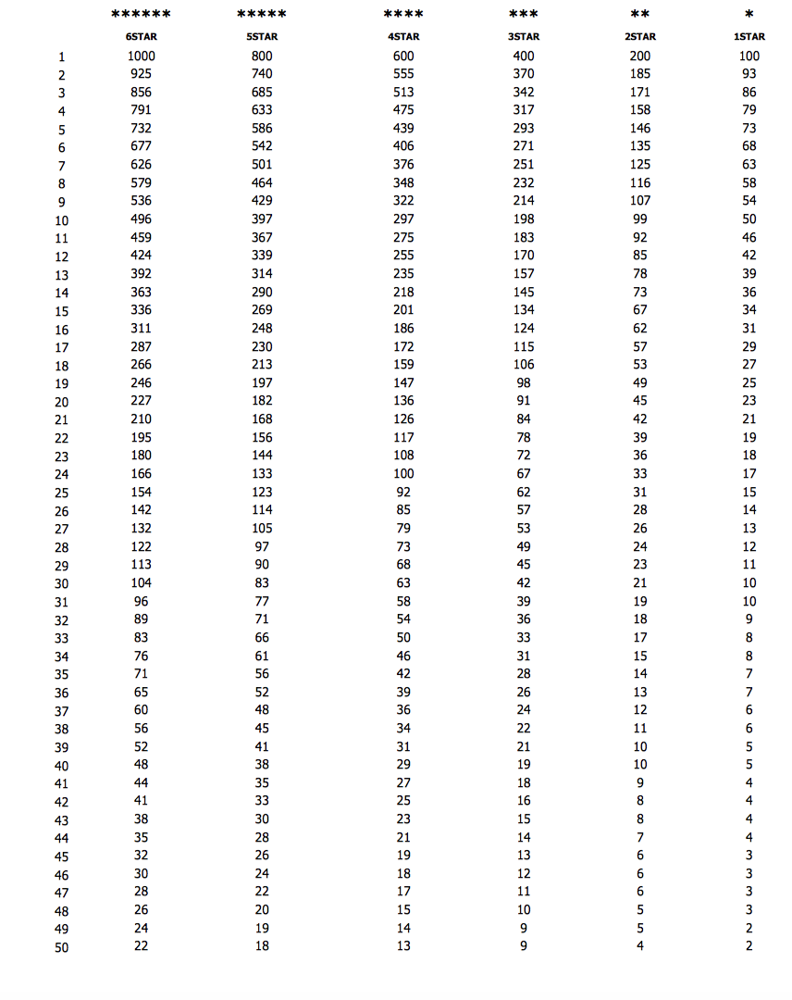 ****** ***** **** *** ** *
6STAR 5STAR 4STAR 3STAR 2STAR 1STAR
1 1000 800 600 400 200 100
2 925 740 555 370 185 93
3 856 685 513 342 171 86
4 791 633 475 317 158 79
5 732 586 439 293 146 73
6 677 542 406 271 135 68
7 626 501 376 251 125 63
8 579 464 348 232 116 58
9 536 429 322 214 107 54
10 496 397 297 198 99 50
11 459 367 275 183 92 46
12 424 339 255 170 85 42
13 392 314 235 157 78 39
14 363 290 218 145 73 36
15 336 269 201 134 67 34
16 311 248 186 124 62 31
17 287 230 172 115 57 29
18 266 213 159 106 53 27
19 246 197 147 98 49 25
20 227 182 136 91 45 23
21 210 168 126 84 42 21
22 195 156 117 78 39 19
23 180 144 108 72 36 18
24 166 133 100 67 33 17
25 154 123 92 62 31 15
26 142 114 85 57 28 14
27 132 105 79 53 26 13
28 122 97 73 49 24 12
29 113 90 68 45 23 11
30 104 83 63 42 21 10
31 96 77 58 39 19 10
32 89 71 54 36 18 9
33 83 66 50 33 17 8
34 76 61 46 31 15 8
35 71 56 42 28 14 7
36 65 52 39 26 13 7
37 60 48 36 24 12 6
38 56 45 34 22 11 6
39 52 41 31 21 10 5
40 48 38 29 19 10 5
41 44 35 27 18 9 4
42 41 33 25 16 8 4
43 38 30 23 15 8 4
44 35 28 21 14 7 4
45 32 26 19 13 6 3
46 30 24 18 12 6 3
47 28 22 17 11 6 3
48 26 20 15 10 5 3
49 24 19 14 9 5 2
50 22 18 13 9 4 2